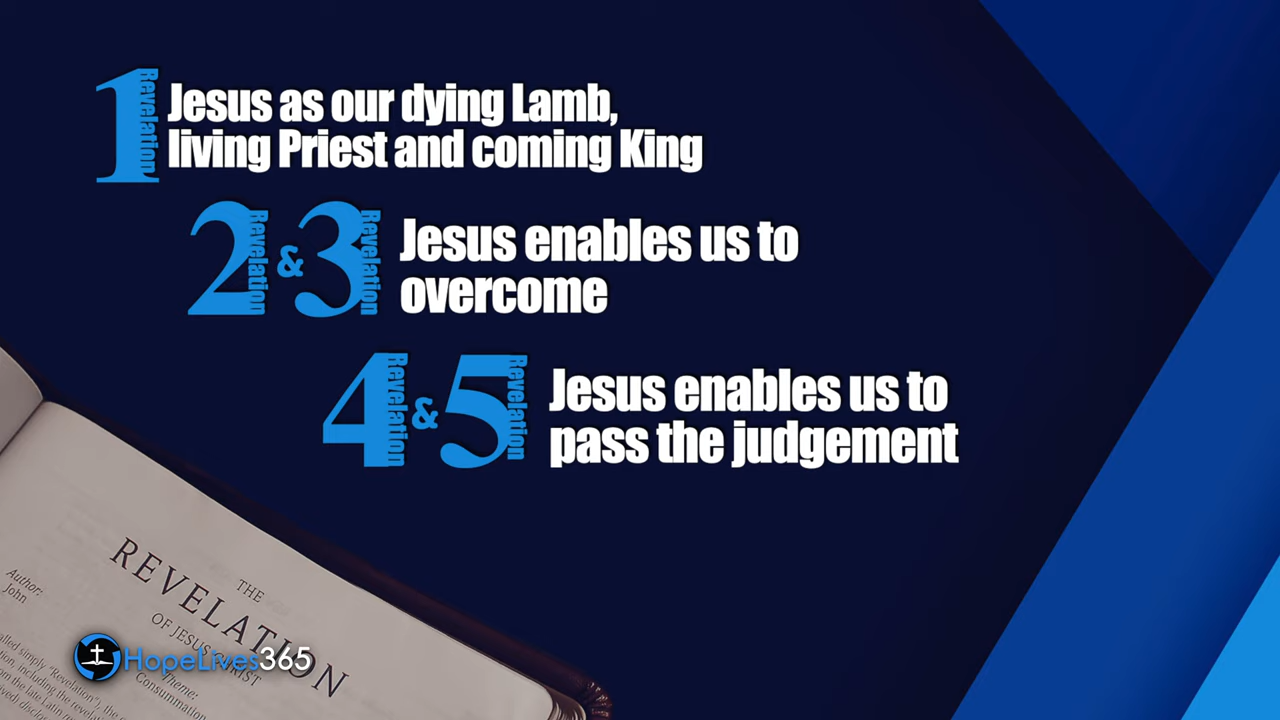 1 Revelation
Jesus as our dying Lamb,
living Priest and coming King
2 Revelation & 3 Revelation
Jesus enables us to
overcome
4 Revelation & 5 Revelation
Jesus enables us to
pass the judgement
THE
REVELATION
OF JESUS CHRIST
Author:
John
Theme:
Consummation
HopeLives365